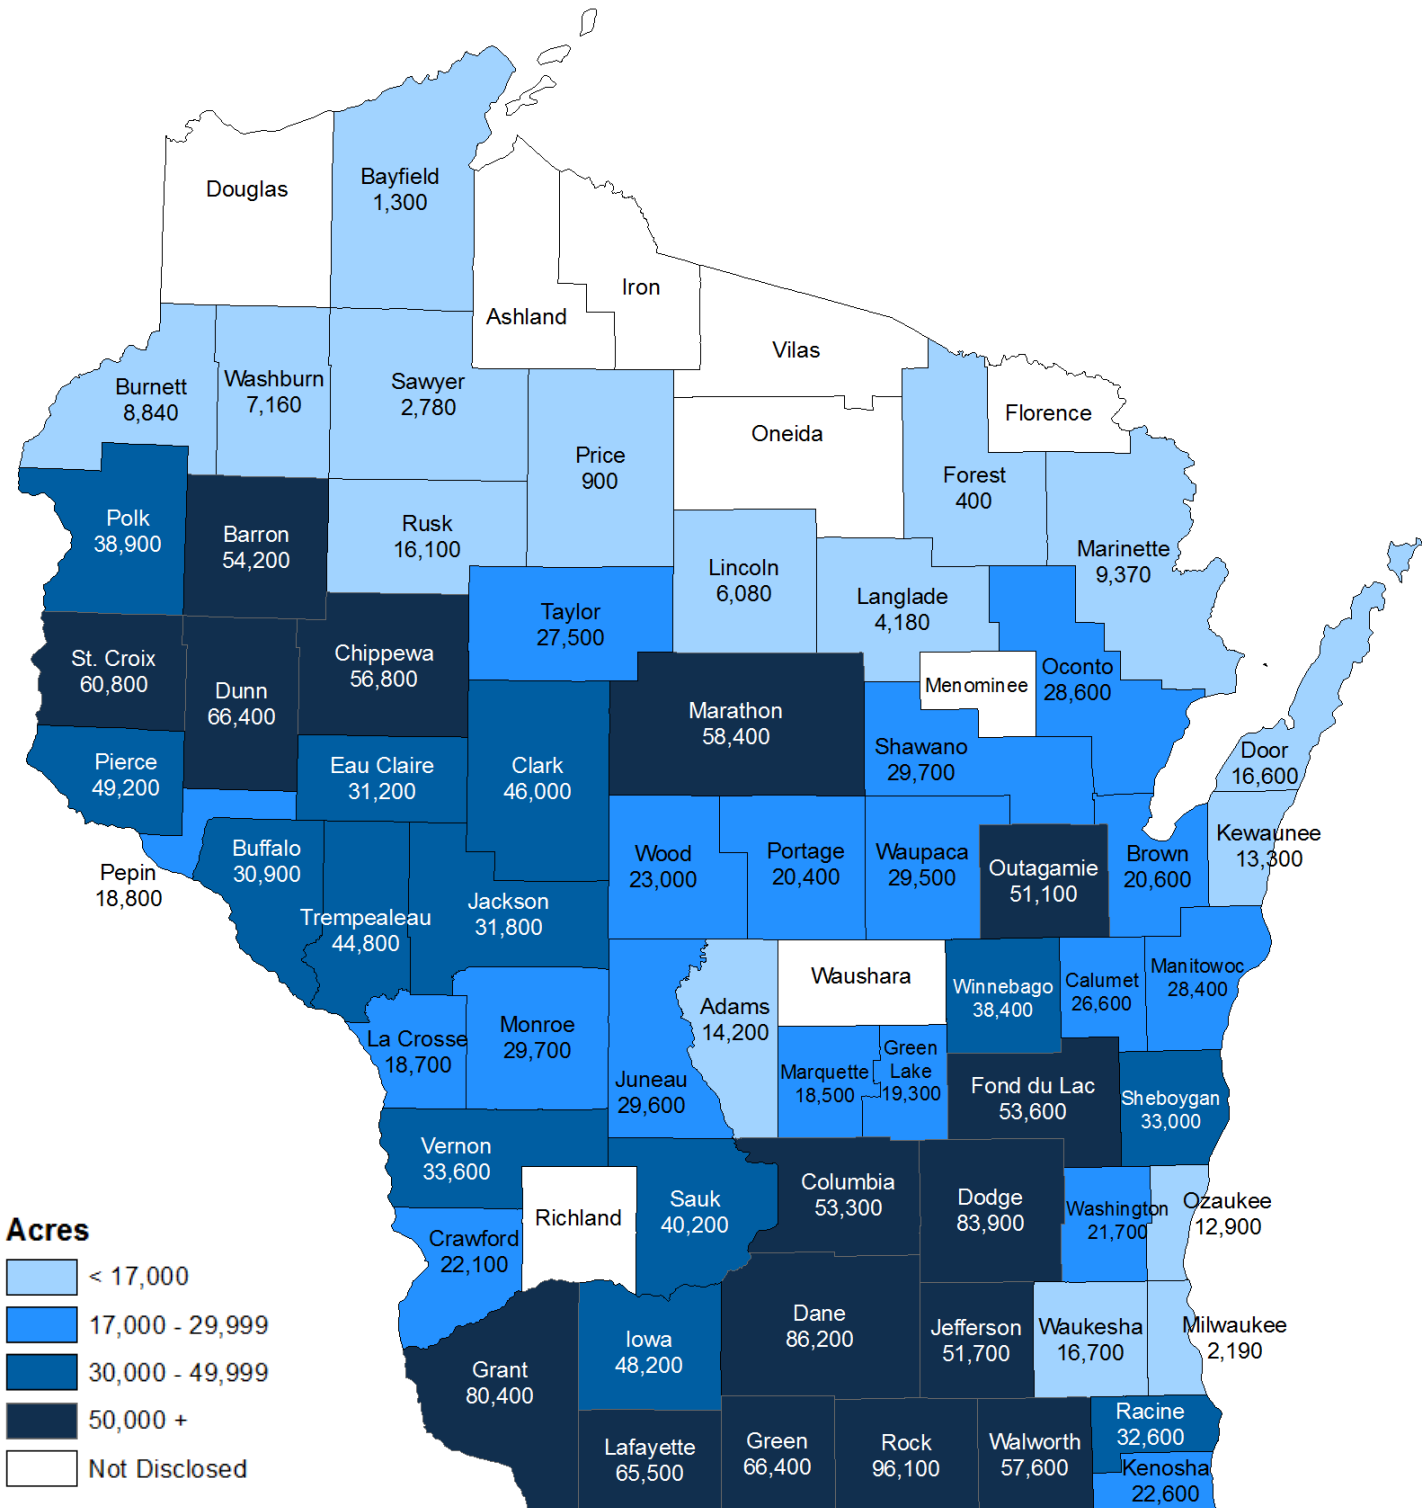 Douglas
Bayfield
1,300
Ashland
Iron
Vilas
Burnett
8,840
Washburn
7,160
Sawyer
2,780
Price
900
Oneida
Florence
Forest
400
Marinette
9,370
Polk
38,900
Barron
54,200
Rusk
16,100
Taylor
27,500
Lincoln
6,080
Langlade
4,180
Menominee
Oconto
28,600
St. Croix
60,800
Dunn
66,400
Chippewa
56,800
Marathon
58,400
Shawano
29,700
Door
16,600
Pierce
49,200
Eau Claire
31,200
Clark
46,000
Pepin
18,800
Buffalo
30,900
Trempealeau
44,800
Jackson
31,800
Wood
23,000
Portage
20,400
Waupaca
29,500
Outagamie
51,100
Brown
20,600
Kewaunee
13,300
La Crosse
18,700
Monroe
29,700
Juneau
29,600
Adams
14,200
Waushara
Marquette
18,500
Green
Lake
19,300
Winnebago
38,400
Calumet
26,600
Manitowoc
28,400
Fond du Lac
53,600
Sheboygan
33,000
Vernon
33,600
Richland
Sauk
40,200
Columbia
53,300
Dodge
83,900
Washington
21,700
Ozaukee
12,900
Crawford
22,100
Grant
80,400
Iowa
48,200
Dane
86,200
Jefferson
51,700
Waukesha
16,700
Milwaukee
2,190
Lafayette
65,500
Green
66,400
Rock
96,100
Walworth
57,600
Racine
32,600
Kenosha
22,600
Acres
< 17,000
17,000 - 29,999
30,000 - 49,999
50,000 +
Not Disclosed